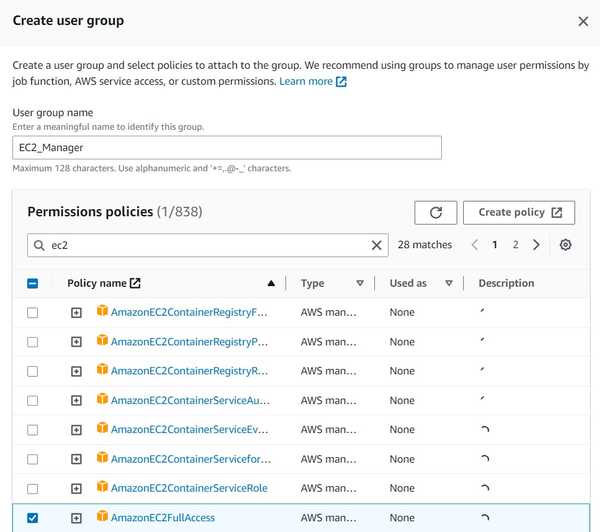 Create user group
Create a user group and select policies to attach to the group. We recommend using groups to manage user permissions by
job function, AWS service access, or custom permissions. Learn more
User group name
Enter a meaningful name to identify this group.
EC2_Manager
Maximum 128 characters. Use alphanumeric and '+=,.@-_' characters.
Permissions policies (1/838)
Create policy
ec2
28 matches
1 2
Policy name Type Used as Description
AmazonEC2ContainerRegistryF... AWS man... None
AmazonEC2ContainerRegistryP... AWS man... None
AmazonEC2ContainerRegistryR... AWS man... None
AmazonEC2ContainerServiceAu... AWS man... None
AmazonEC2ContainerServiceEv... AWS man... None
AmazonEC2ContainerServicefor... AWS man... None
AmazonEC2ContainerServiceRole AWS man... None
AmazonEC2FullAccess AWS man... None